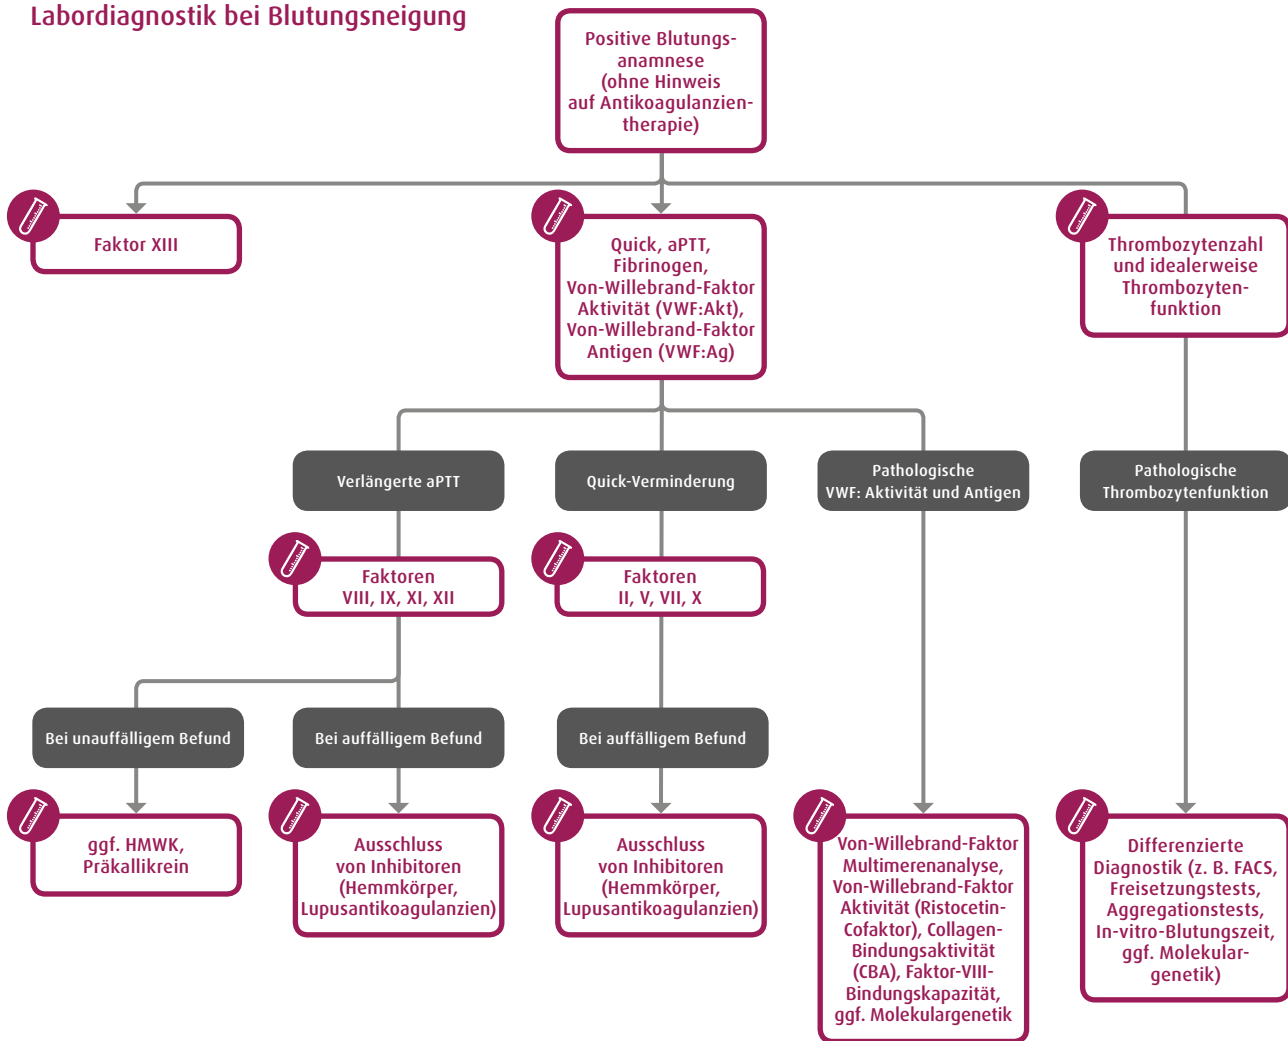 Labordiagnostik bei Blutungsneigung
Positive Blutungs-
anamnese
(ohne Hinweis
auf Antikoagulanzien-
therapie)
Faktor XIII
Quick, aPTT,
Fibrinogen,
Von-Willebrand-Faktor
Aktivität (VWF:Akt),
Von-Willebrand-Faktor
Antigen (VWF:Ag)
Thrombozytenzahl
und idealerweise
Thrombozyten-
funktion
Verlängerte aPTT
Quick-Verminderung
Pathologische
VWF: Aktivität und Antigen
Pathologische
Thrombozytenfunktion
Faktoren
VIII, IX, XI, XII
Faktoren
II, V, VII, X
Bei unauffälligem Befund
Bei auffälligem Befund
Bei auffälligem Befund
ggf. HMWK,
Präkallikrein
Ausschluss
von Inhibitoren
(Hemmkörper,
Lupusantikoagulanzien)
Ausschluss
von Inhibitoren
(Hemmkörper,
Lupusantikoagulanzien)
Von-Willebrand-Faktor
Multimerenanalyse,
Von-Willebrand-Faktor
Aktivität (Ristocetin-
Cofaktor), Collagen-
Bindungsaktivität
(CBA), Faktor-VIII-
Bindungskapazität,
ggf. Molekulargenetik
Differenzierte
Diagnostik (z. B. FACS,
Freisetzungstests,
Aggregationstests,
In-vitro-Blutungszeit,
ggf. Molekular-
genetik)